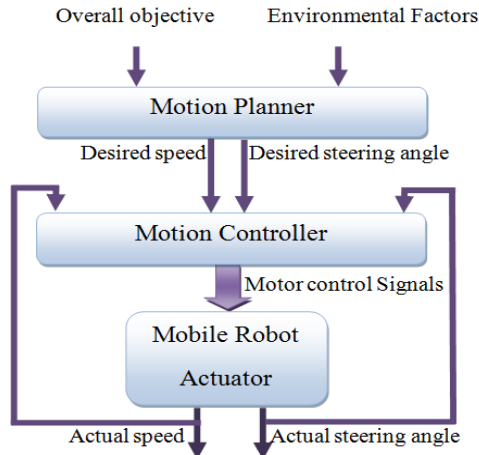 Overall objective
Environmental Factors
Motion Planner
Desired speed
Desired steering angle
Motion Controller
Motor control Signals
Mobile Robot
Actuator
Actual speed
Actual steering angle